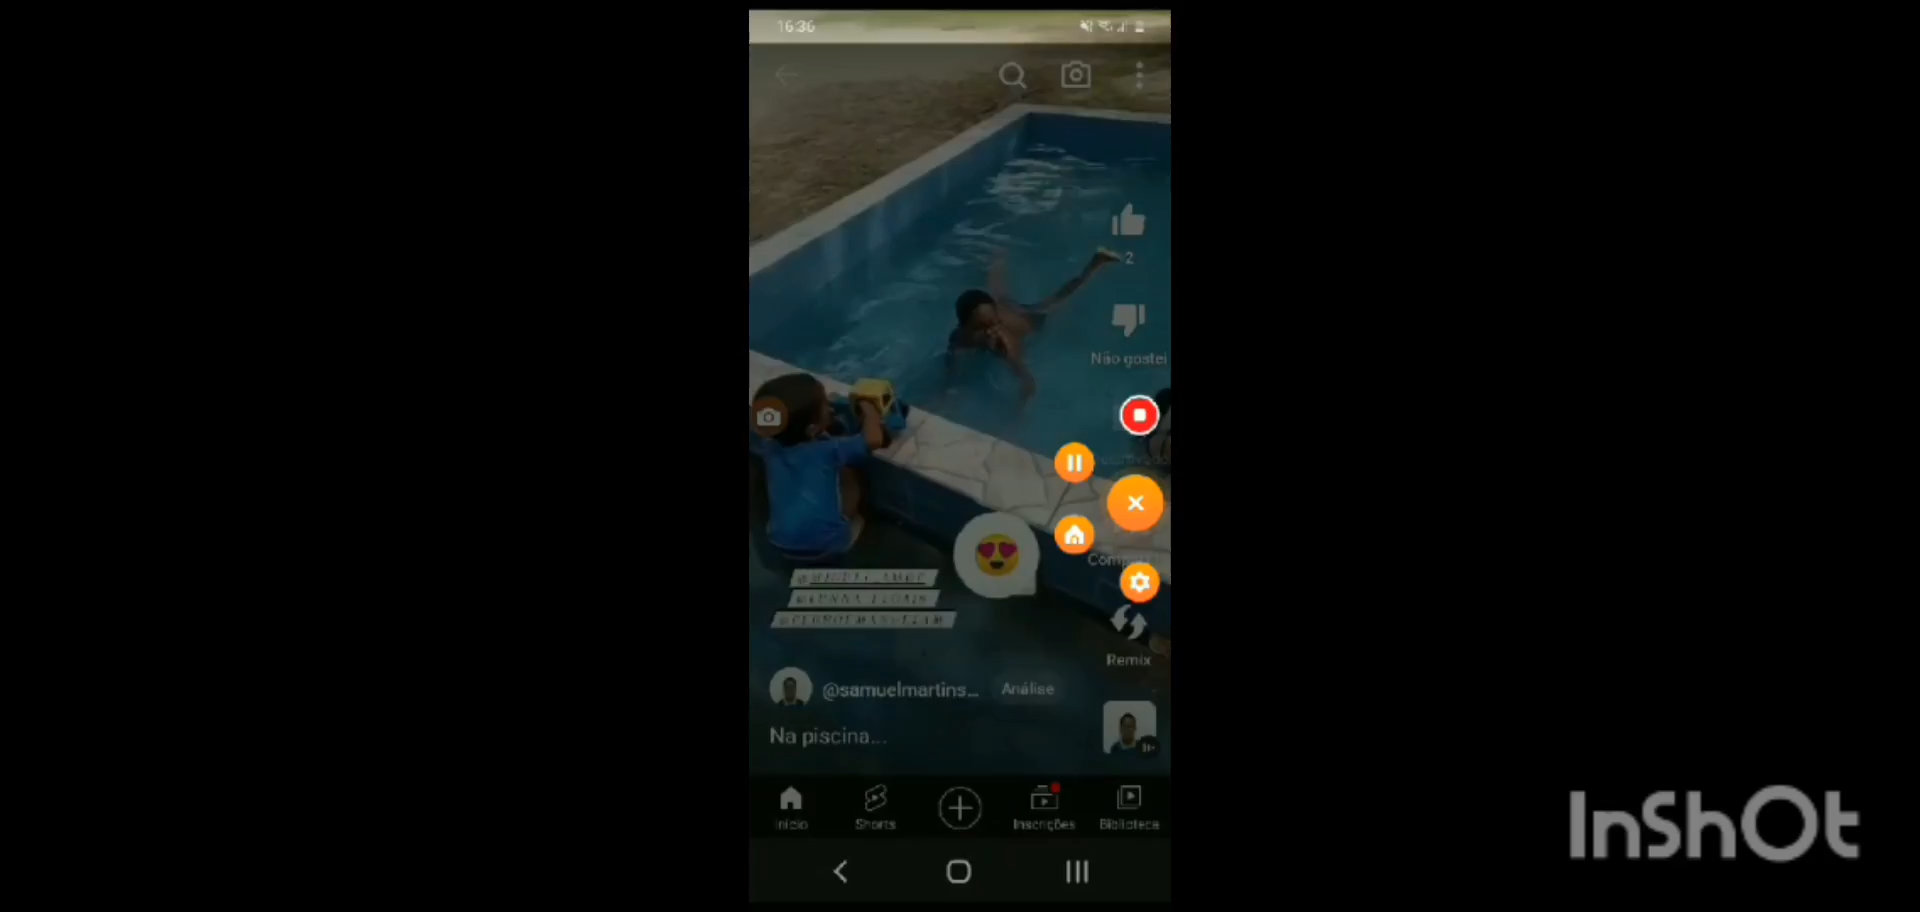 16:36
2
Não gostei
Remix
@samuelmartins...
Análise
Na piscina...
Início
Shorts
Inscrições
Biblioteca
InShOt